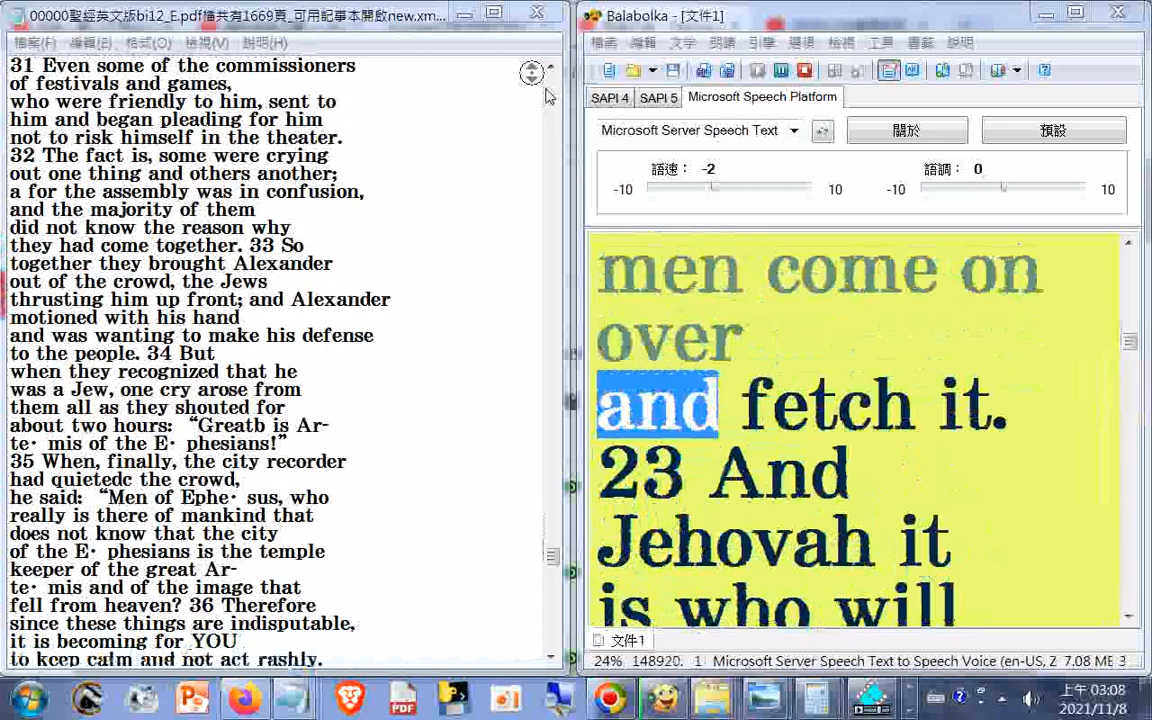 00000聖經英文版bi12_E.pdf檔共有1669頁_可用記事本開啟new.xm...
檔案(F) 編輯(E) 格式(O) 檢視(V) 說明(H)
31 Even some of the commissioners
of festivals and games,
who were friendly to him, sent to
him and began pleading for him
not to risk himself in the theater.
32 The fact is, some were crying
out one thing and others another;
a for the assembly was in confusion,
and the majority of them
did not know the reason why
they had come together. 33 So
together they brought Alexander
out of the crowd, the Jews
thrusting him up front; and Alexander
motioned with his hand
and was wanting to make his defense
to the people. 34 But
when they recognized that he
was a Jew, one cry arose from
them all as they shouted for
about two hours: “Greatb is Ar-
te· mis of the E· phesians!”
35 When, finally, the city recorder
had quietedc the crowd,
he said: “Men of Ephe· sus, who
really is there of mankind that
does not know that the city
of the E· phesians is the temple
keeper of the great Ar-
te· mis and of the image that
fell from heaven? 36 Therefore
since these things are indisputable,
it is becoming for YOU
to keep calm and not act rashly.
Balabolka - [文件1]
檔案 編輯 文字 朗讀 引擎 選項 檢視 工具 書籤 說明
SAPI 4 SAPI 5 Microsoft Speech Platform
Microsoft Server Speech Text 關於 預設
語速： -2 語調： 0
-10 10 -10 10
men come on
over
and fetch it.
23 And
Jehovah it
is who will
文件1
24% 148920: 1 Microsoft Server Speech Text to Speech Voice (en-US, Z 7.08 MB 3
PDF
上午 03:08
2021/11/8